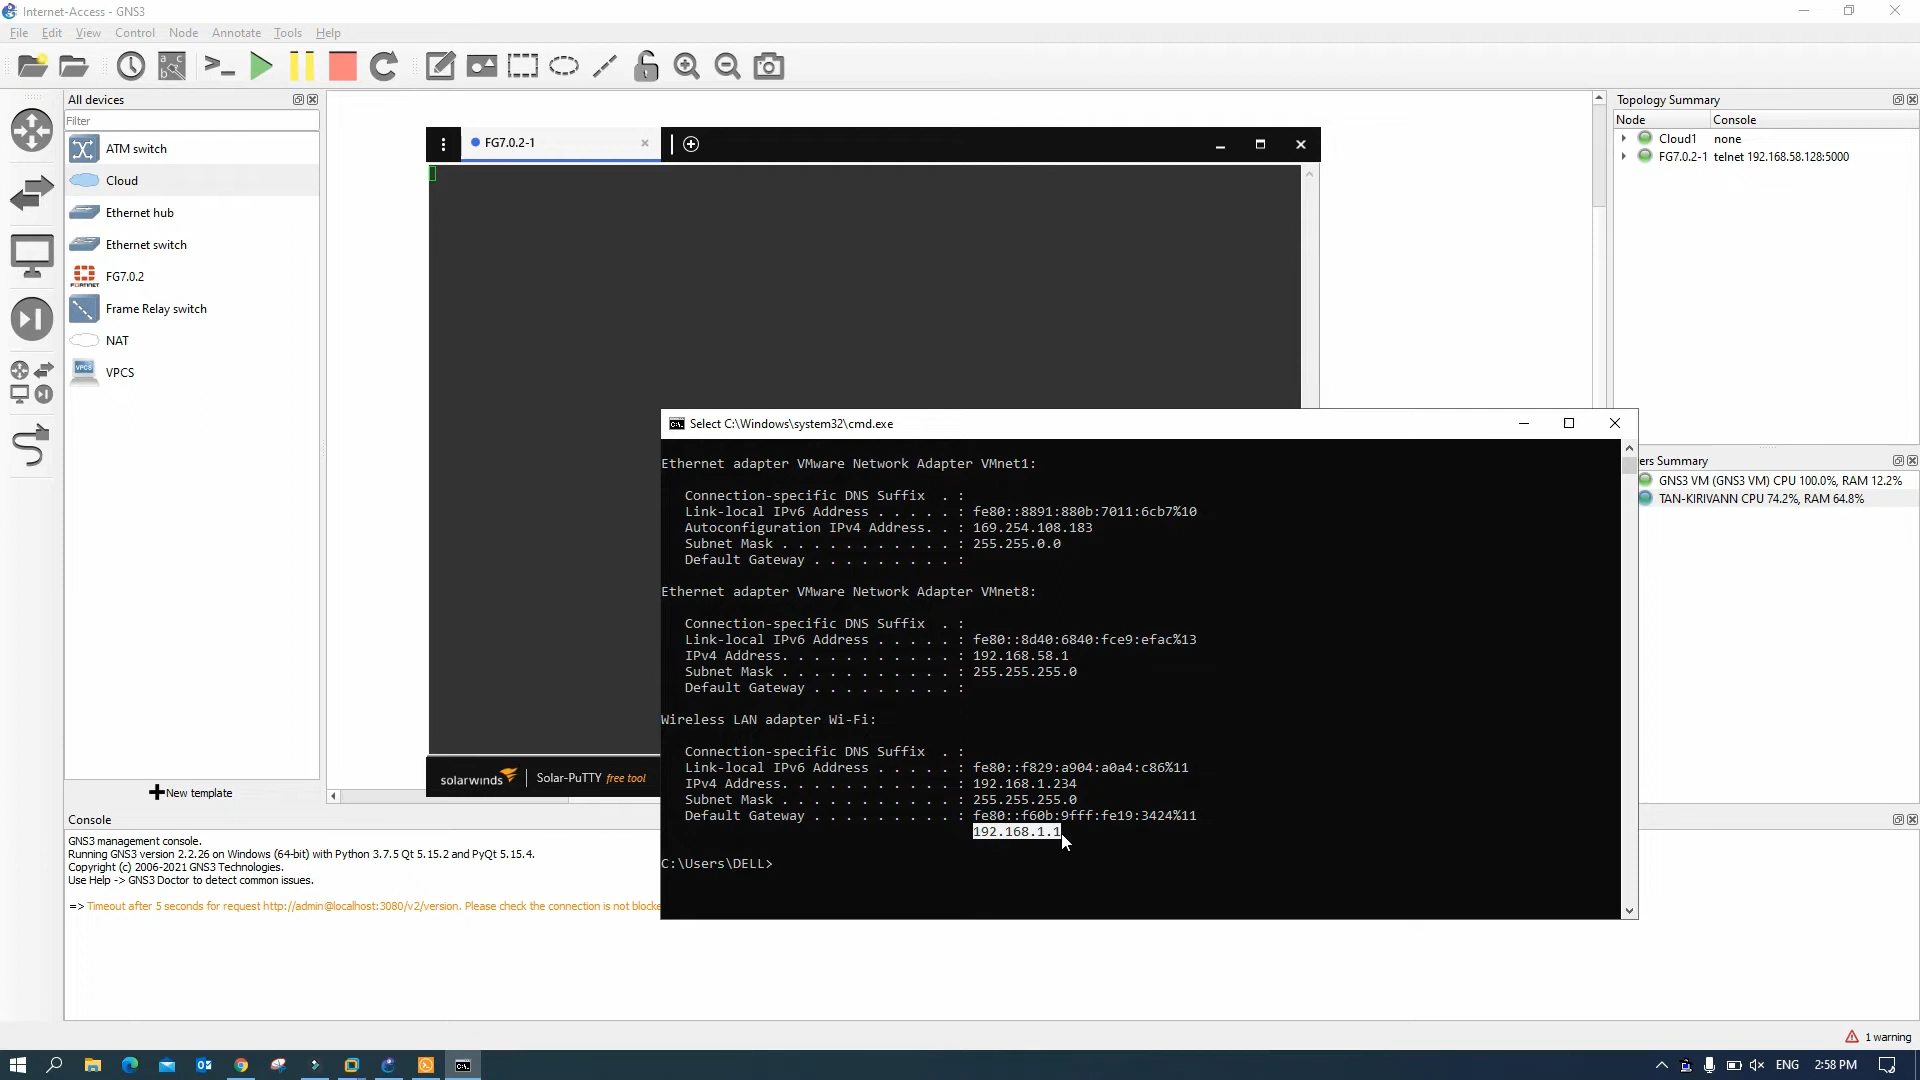 Internet-Access - GNS3
File Edit View Control Node Annotate Tools Help
All devices
Filter
ATM switch
Cloud
Ethernet hub
Ethernet switch
FG7.0.2
Frame Relay switch
NAT
VPCS
New template
FG7.0.2-1
solarwinds Solar-PuTTY free tool
Topology Summary
Node Console
Cloud1 none
FG7.0.2-1 telnet 192.168.58.128:5000
ers Summary
GNS3 VM (GNS3 VM) CPU 100.0%, RAM 12.2%
TAN-KIRIVANN CPU 74.2%, RAM 64.8%
Select C:\Windows\system32\cmd.exe
Ethernet adapter VMware Network Adapter VMnet1:
Connection-specific DNS Suffix . :
Link-local IPv6 Address . . . . . : fe80::8891:880b:7011:6cb7%10
Autoconfiguration IPv4 Address. . : 169.254.108.183
Subnet Mask . . . . . . . . . . . : 255.255.0.0
Default Gateway . . . . . . . . . :
Ethernet adapter VMware Network Adapter VMnet8:
Connection-specific DNS Suffix . :
Link-local IPv6 Address . . . . . : fe80::8d40:6840:fce9:efac%13
IPv4 Address. . . . . . . . . . . : 192.168.58.1
Subnet Mask . . . . . . . . . . . : 255.255.255.0
Default Gateway . . . . . . . . . :
Wireless LAN adapter Wi-Fi:
Connection-specific DNS Suffix . :
Link-local IPv6 Address . . . . . : fe80::f829:a904:a0a4:c86%11
IPv4 Address. . . . . . . . . . . : 192.168.1.234
Subnet Mask . . . . . . . . . . . : 255.255.255.0
Default Gateway . . . . . . . . . : fe80::f60b:9fff:fe19:3424%11
192.168.1.1
C:\Users\DELL>
Console
GNS3 management console.
Running GNS3 version 2.2.26 on Windows (64-bit) with Python 3.7.5 Qt 5.15.2 and PyQt 5.15.4.
Copyright (c) 2006-2021 GNS3 Technologies.
Use Help -> GNS3 Doctor to detect common issues.
=> Timeout after 5 seconds for request http://admin@localhost:3080/v2/version. Please check the connection is not blocke
1 warning
ENG 2:58 PM